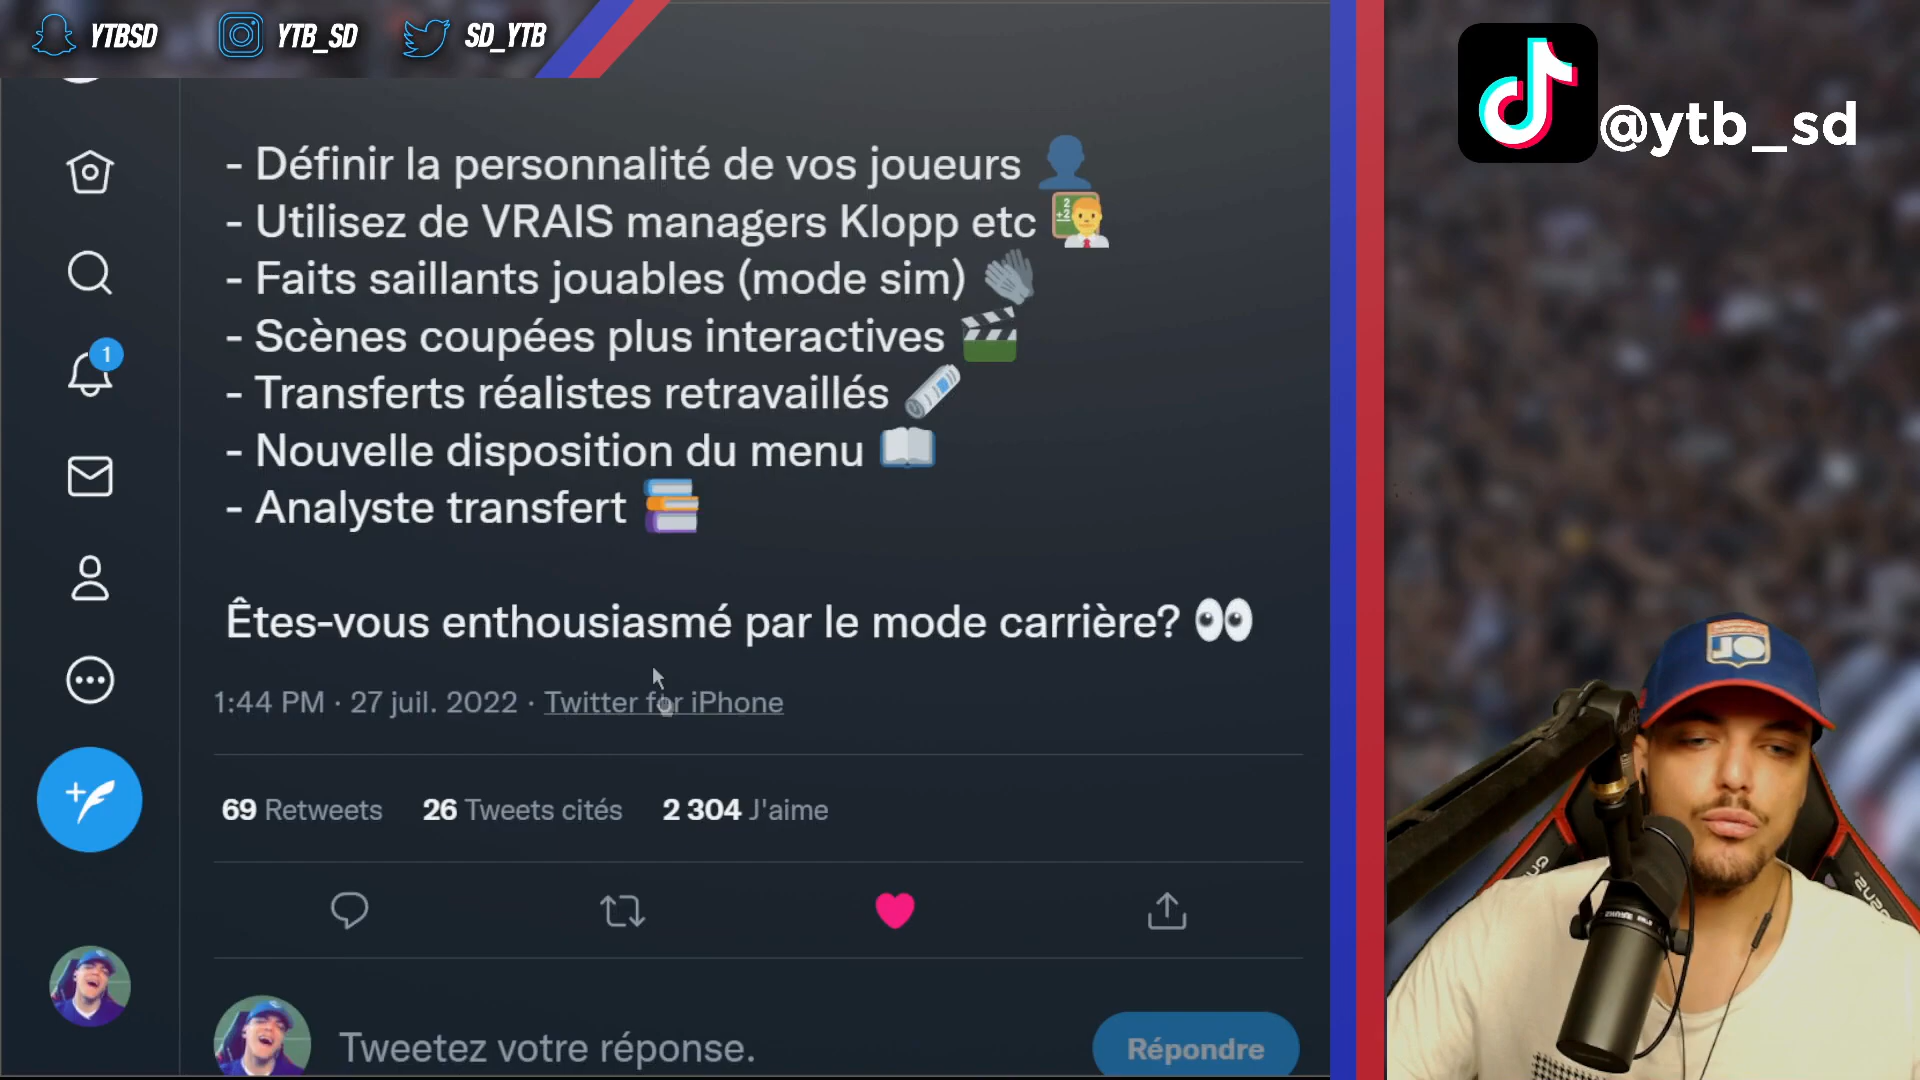 YTBSD YTB_SD SD_YTB
@ytb_sd
- Définir la personnalité de vos joueurs
- Utilisez de VRAIS managers Klopp etc
- Faits saillants jouables (mode sim)
- Scènes coupées plus interactives
- Transferts réalistes retravaillés
- Nouvelle disposition du menu
- Analyste transfert
Êtes-vous enthousiasmé par le mode carrière?
1:44 PM · 27 juil. 2022 · Twitter for iPhone
69 Retweets 26 Tweets cités 2 304 J'aime
Tweetez votre réponse.
Répondre
1